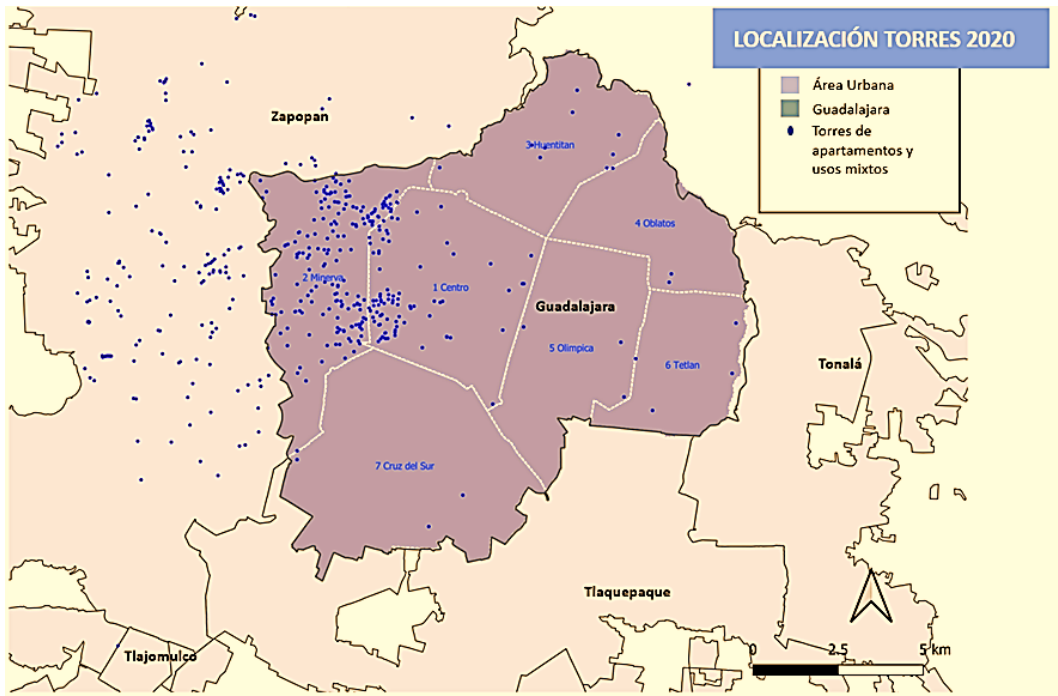 LOCALIZACIÓN TORRES 2020
Área Urbana
Guadalajara
Torres de
apartamentos y
usos mixtos
Zapopan
3 Huentitan
4 Oblatos
2 Minerva
1 Centro
Guadalajara
5 Olimpica
6 Tetlan
Tonalá
7 Cruz del Sur
Tlaquepaque
Tlajomulco
0 2.5 5 km